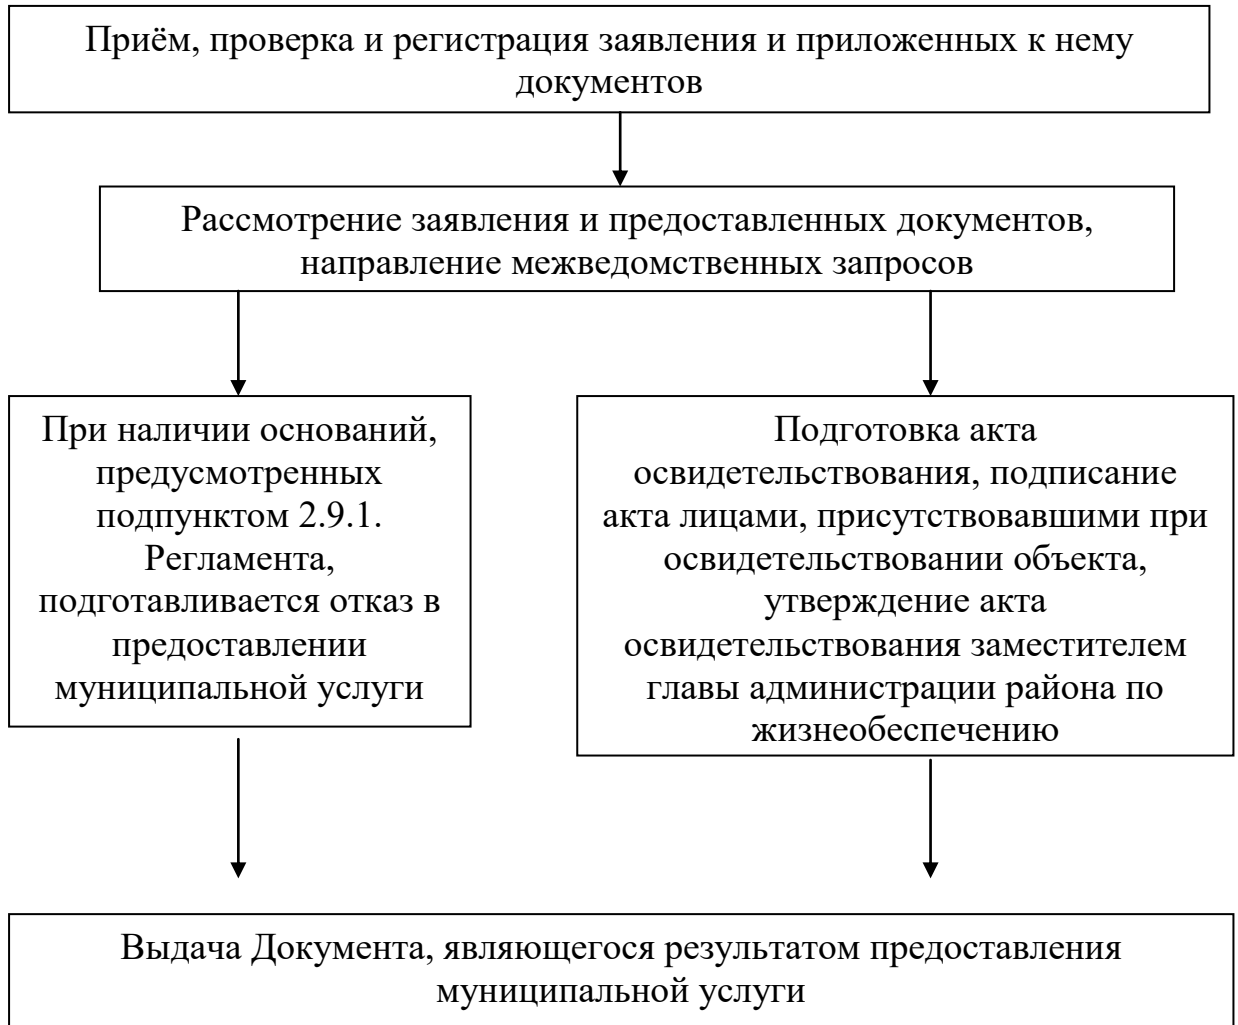 Приём, проверка и регистрация заявления и приложенных к нему
документов
Рассмотрение заявления и предоставленных документов,
направление межведомственных запросов
При наличии оснований,
предусмотренных
подпунктом 2.9.1.
Регламента,
подготавливается отказ в
предоставлении
муниципальной услуги
Подготовка акта
освидетельствования, подписание
акта лицами, присутствовавшими при
освидетельствовании объекта,
утверждение акта
освидетельствования заместителем
главы администрации района по
жизнеобеспечению
Выдача Документа, являющегося результатом предоставления
муниципальной услуги